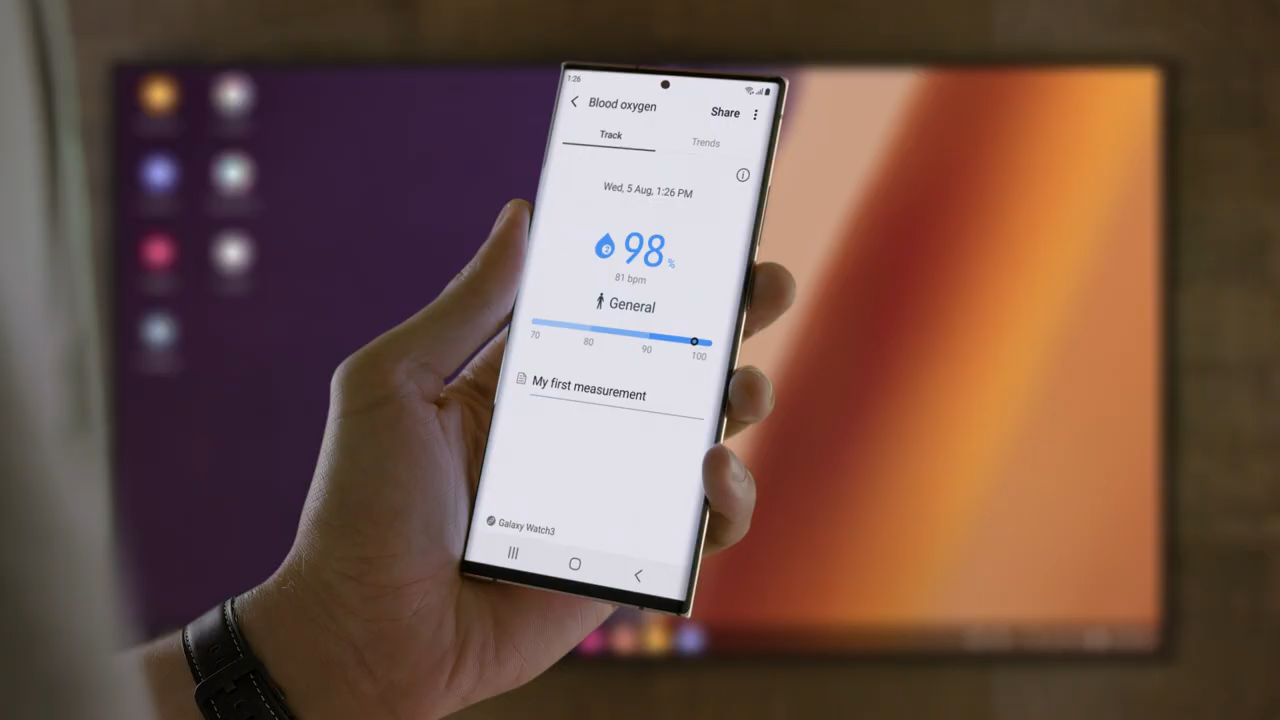 1:26
Blood oxygen
Share
Track
Trends
Wed, 5 Aug, 1:26 PM
98 %
81 bpm
General
70 80 90 100
My first measurement
Galaxy Watch3